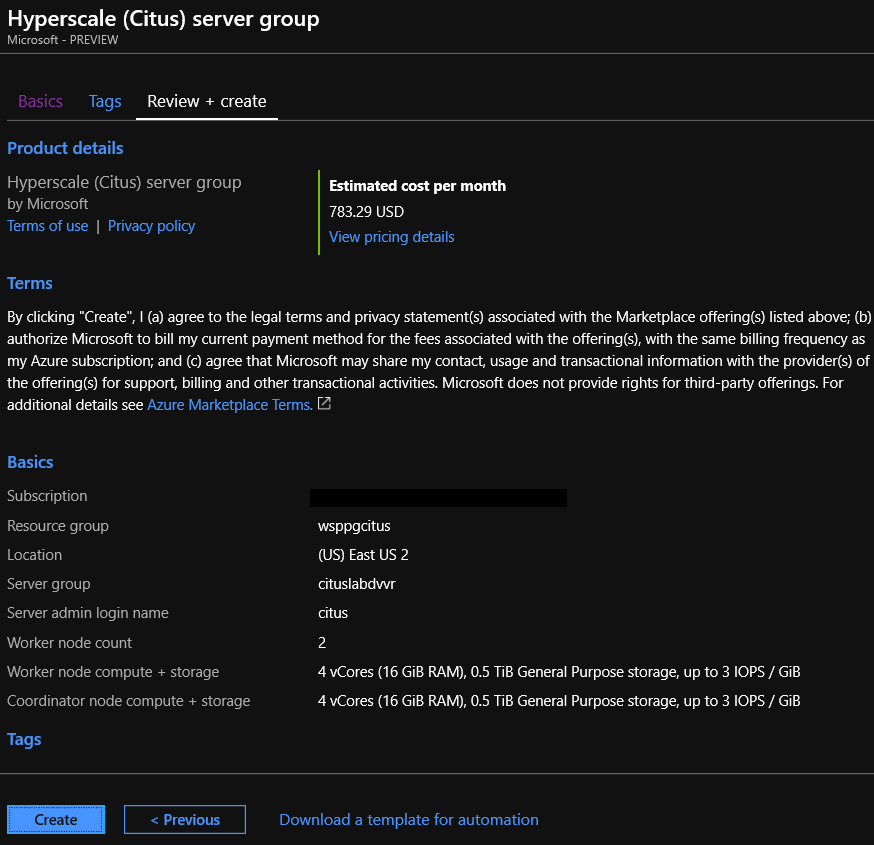 Hyperscale (Citus) server group
Microsoft - PREVIEW
Basics Tags Review + create
Product details
Hyperscale (Citus) server group
by Microsoft
Terms of use | Privacy policy
Estimated cost per month
783.29 USD
View pricing details
Terms
By clicking "Create", I (a) agree to the legal terms and privacy statement(s) associated with the Marketplace offering(s) listed above; (b)
authorize Microsoft to bill my current payment method for the fees associated with the offering(s), with the same billing frequency as
my Azure subscription; and (c) agree that Microsoft may share my contact, usage and transactional information with the provider(s) of
the offering(s) for support, billing and other transactional activities. Microsoft does not provide rights for third-party offerings. For
additional details see Azure Marketplace Terms.
Basics
Subscription
Resource group wsppgcitus
Location (US) East US 2
Server group cituslabdvvr
Server admin login name citus
Worker node count 2
Worker node compute + storage 4 vCores (16 GiB RAM), 0.5 TiB General Purpose storage, up to 3 IOPS / GiB
Coordinator node compute + storage 4 vCores (16 GiB RAM), 0.5 TiB General Purpose storage, up to 3 IOPS / GiB
Tags
Create < Previous Download a template for automation